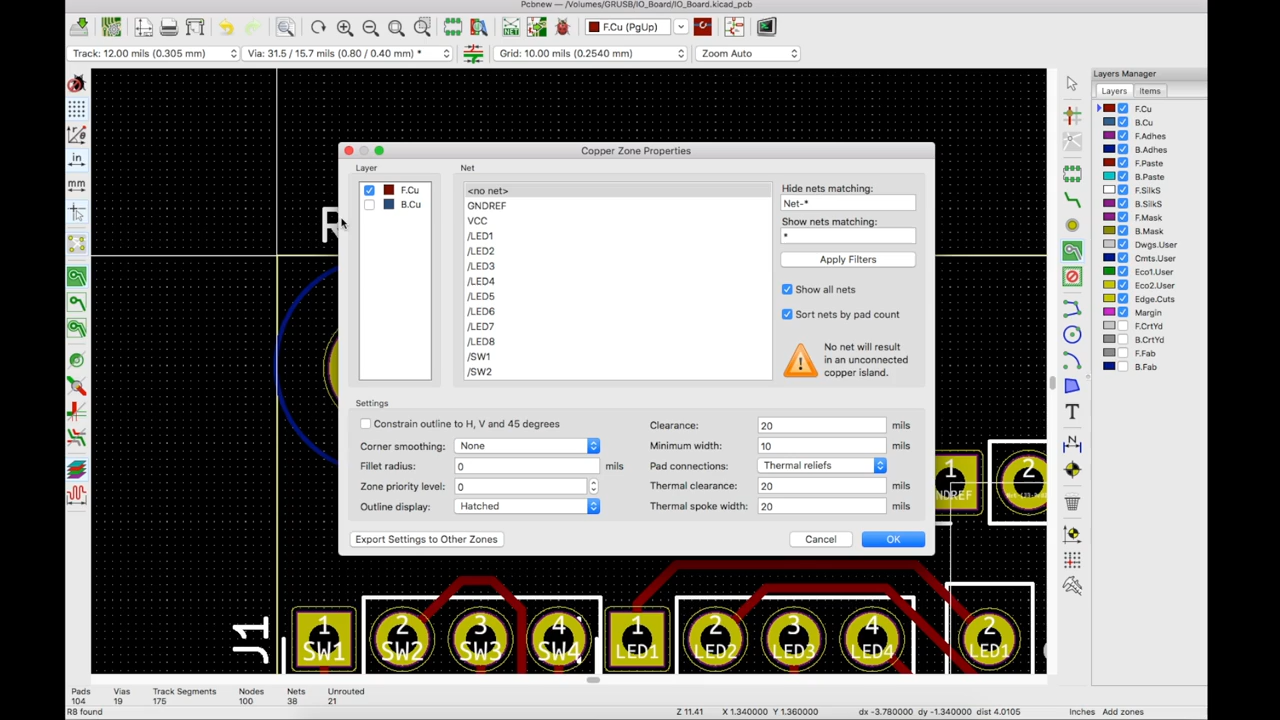 Pcbnew — /Volumes/GRUSB/IO_Board/IO_Board.kicad_pcb
F.Cu (PgUp)
Track: 12.00 mils (0.305 mm)
Via: 31.5 / 15.7 mils (0.80 / 0.40 mm) *
Grid: 10.00 mils (0.2540 mm)
Zoom Auto
in
mm
NET
T
N
R
Copper Zone Properties
Layer
F.Cu
B.Cu
Net
<no net>
GNDREF
VCC
/LED1
/LED2
/LED3
/LED4
/LED5
/LED6
/LED7
/LED8
/SW1
/SW2
Hide nets matching:
Net-*
Show nets matching:
*
Apply Filters
Show all nets
Sort nets by pad count
No net will result
in an unconnected
copper island.
Settings
Constrain outline to H, V and 45 degrees
Corner smoothing: None
Fillet radius: 0 mils
Zone priority level: 0
Outline display: Hatched
Clearance: 20 mils
Minimum width: 10 mils
Pad connections: Thermal reliefs
Thermal clearance: 20 mils
Thermal spoke width: 20 mils
Export Settings to Other Zones
Cancel
OK
1
NDREF
2
J1
1
SW1
2
SW2
3
SW3
4
SW4
1
LED1
2
LED2
3
LED3
4
LED4
2
LED1
Layers Manager
Layers
Items
F.Cu
B.Cu
F.Adhes
B.Adhes
F.Paste
B.Paste
F.SilkS
B.SilkS
F.Mask
B.Mask
Dwgs.User
Cmts.User
Eco1.User
Eco2.User
Edge.Cuts
Margin
F.CrtYd
B.CrtYd
F.Fab
B.Fab
Pads
104
Vias
19
Track Segments
175
Nodes
100
Nets
38
Unrouted
21
R8 found
Z 11.41
X 1.340000 Y 1.360000
dx -3.780000 dy -1.340000 dist 4.0105
Inches
Add zones